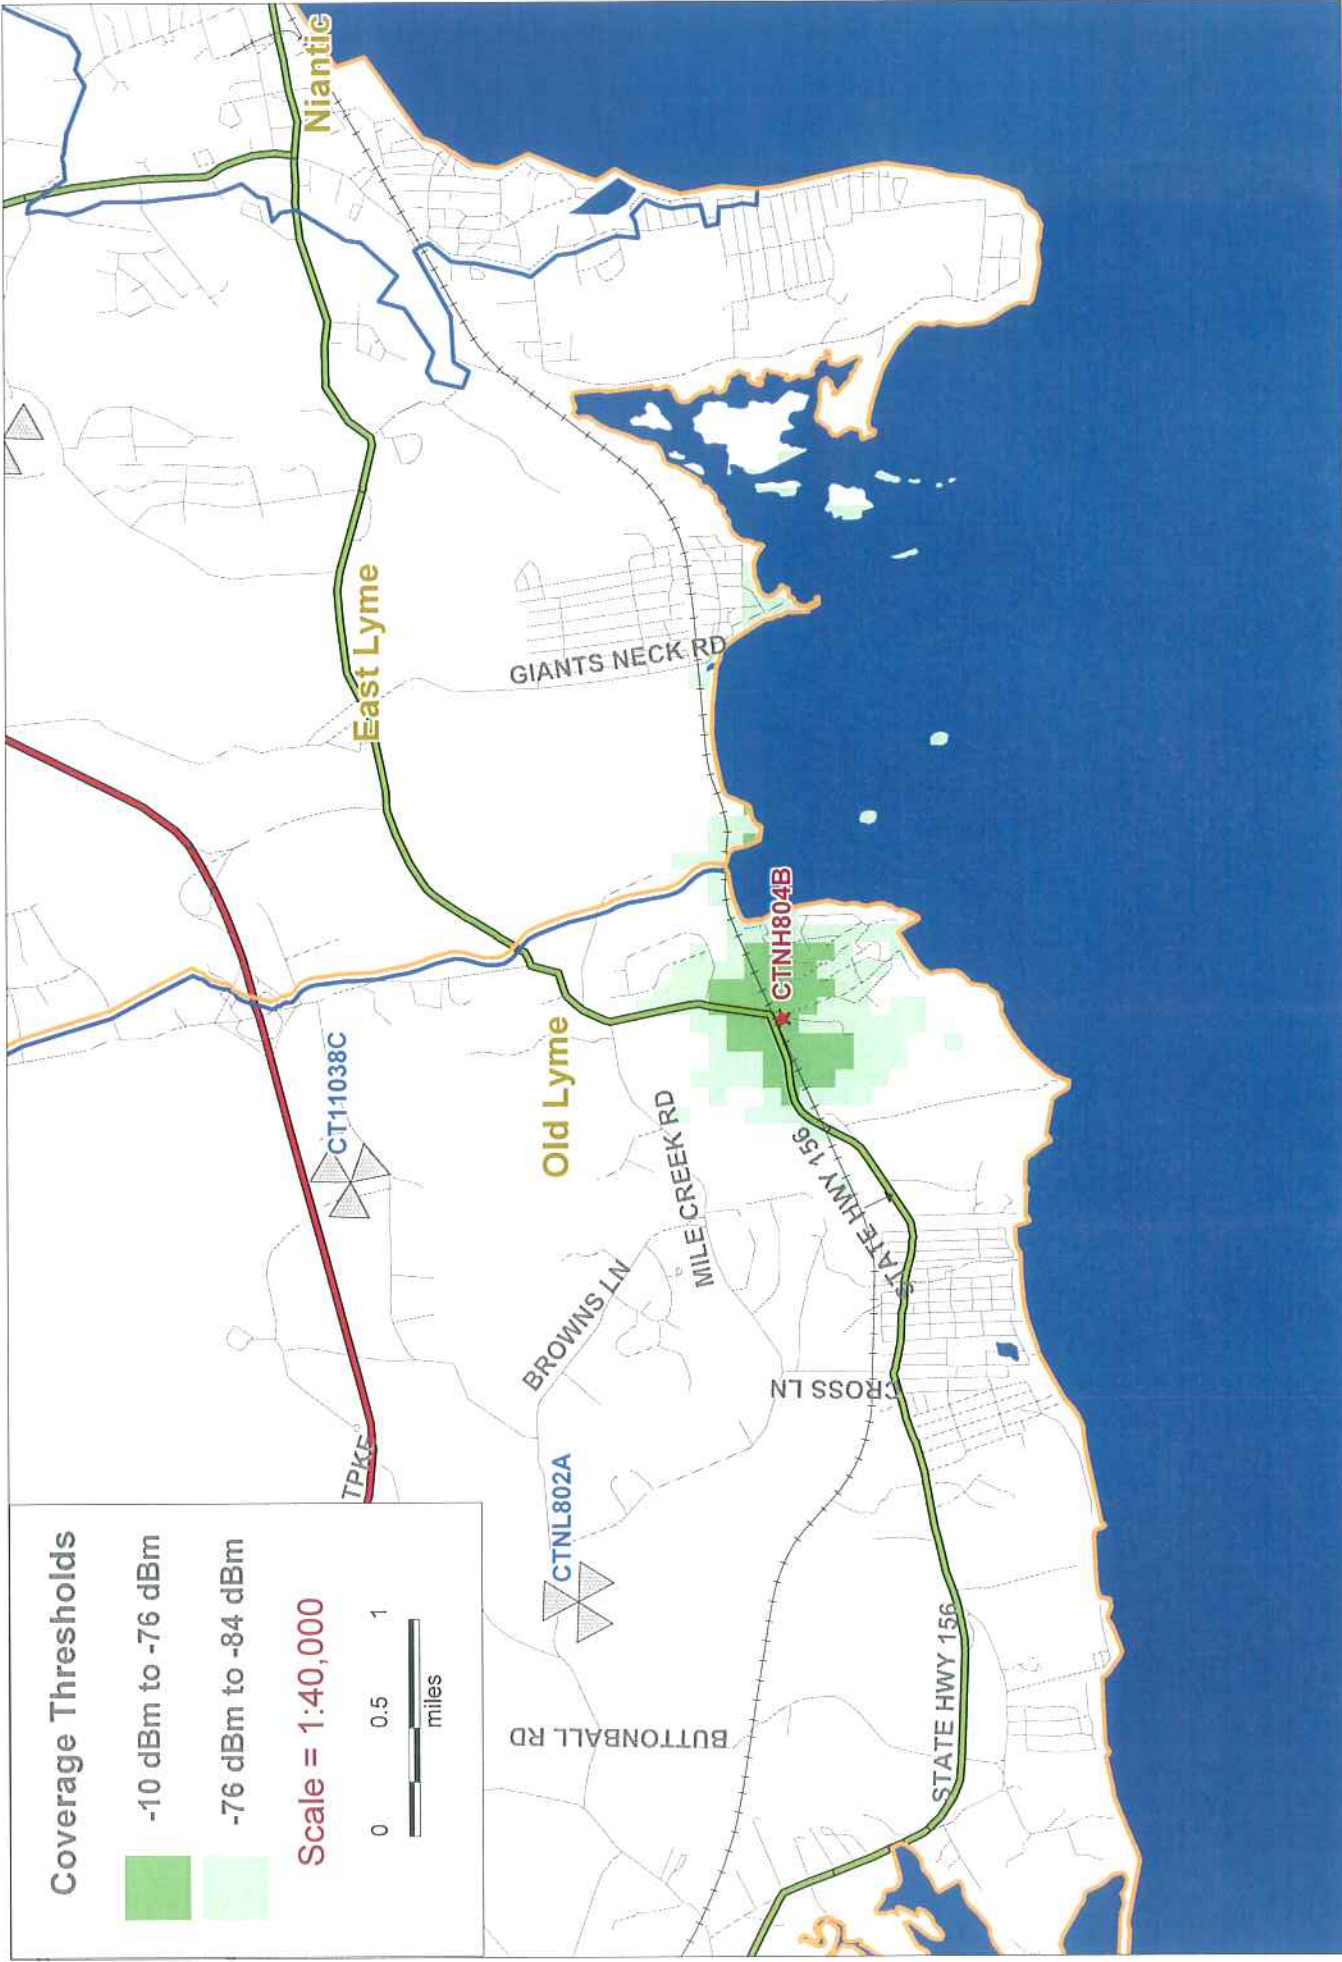 Coverage Thresholds
-10 dBm to -76 dBm
-76 dBm to -84 dBm
Scale = 1:40,000
0 0.5 1
miles
TPKE
CT11038C
East Lyme
Niantic
Old Lyme
GIANTS NECK RD
CTNL802A
BROWNS LN
MILE CREEK RD
CTNH804B
BUTTONBALL RD
CROSS LN
STATE HWY 156
STATE HWY 156